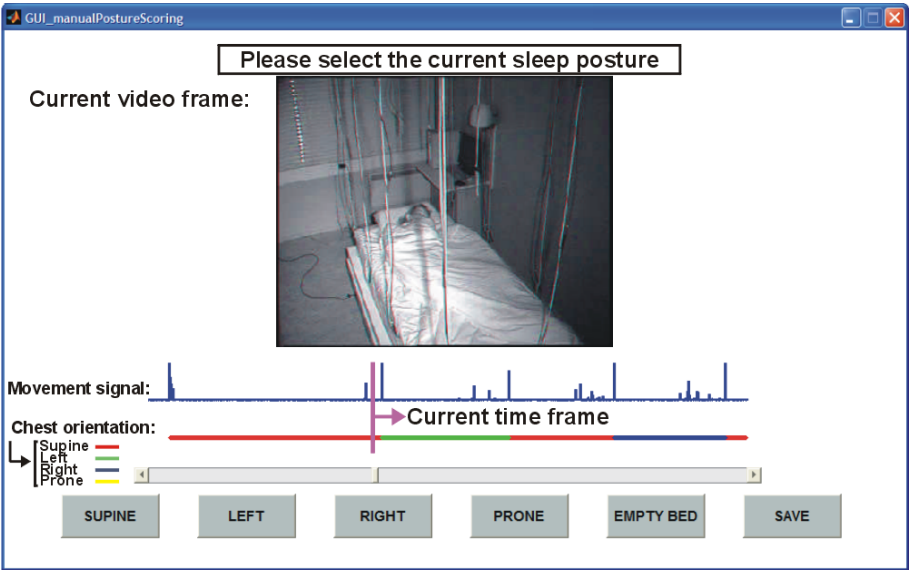 GUI_manualPostureScoring
Please select the current sleep posture
Current video frame:
Movement signal:
Current time frame
Chest orientation:
Supine
Left
Right
Prone
SUPINE LEFT RIGHT PRONE EMPTY BED SAVE